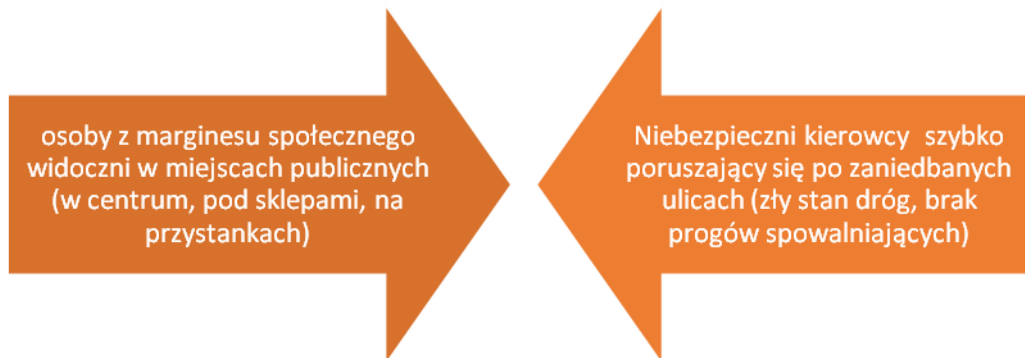 osoby z marginesu społecznego
widoczni w miejscach publicznych
(w centrum, pod sklepami, na
przystankach)
Niebezpieczni kierowcy szybko
poruszający się po zaniedbanych
ulicach (zły stan dróg, brak
progów spowalniających)